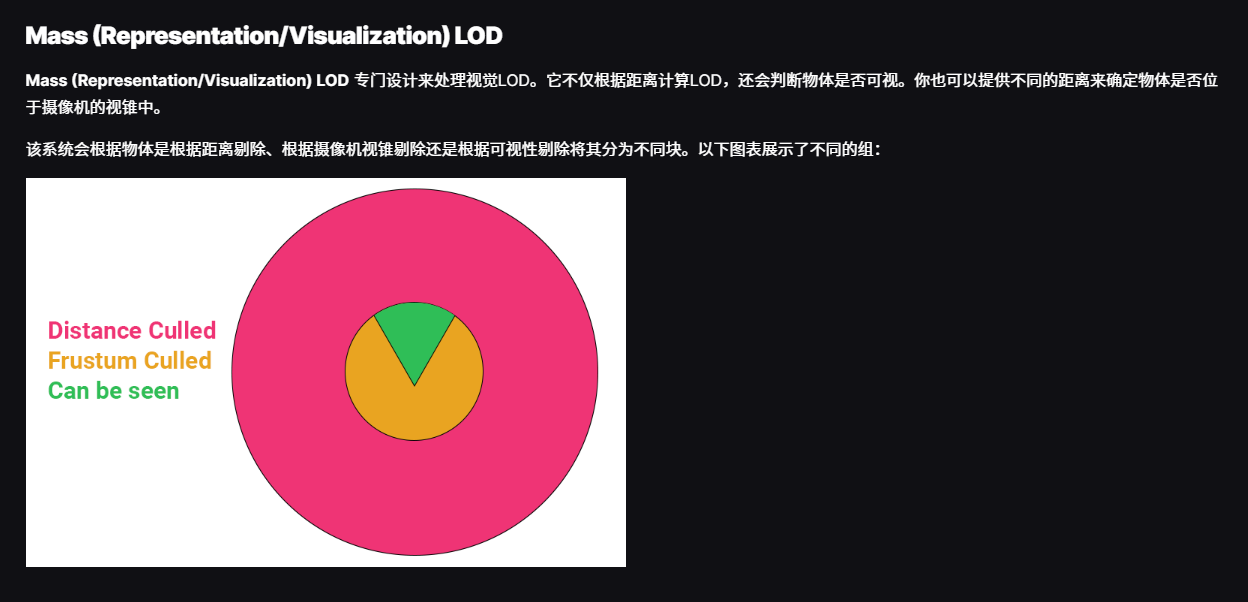 Mass (Representation/Visualization) LOD
Mass (Representation/Visualization) LOD 专门设计来处理视觉LOD。它不仅根据距离计算LOD，还会判断物体是否可视。你也可以提供不同的距离来确定物体是否位
于摄像机的视锥中。
该系统会根据物体是根据距离剔除、根据摄像机视锥剔除还是根据可视性剔除将其分为不同块。以下图表展示了不同的组：
Distance Culled
Frustum Culled
Can be seen